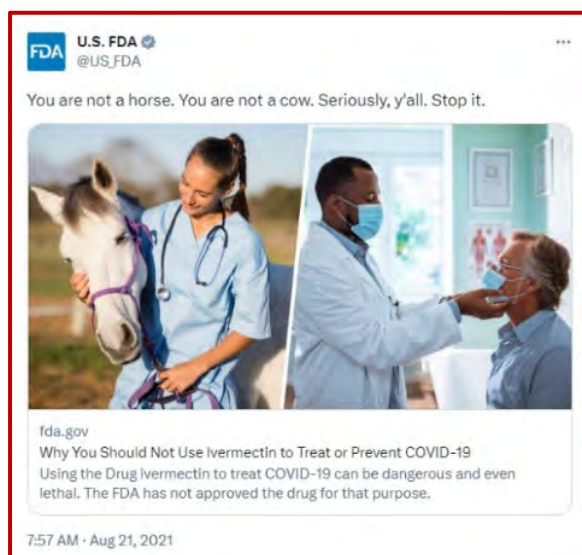 FDA
U.S. FDA
@US_FDA
You are not a horse. You are not a cow. Seriously, y'all. Stop it.
fda.gov
Why You Should Not Use Ivermectin to Treat or Prevent COVID-19
Using the Drug Ivermectin to treat COVID-19 can be dangerous and even
lethal. The FDA has not approved the drug for that purpose.
7:57 AM · Aug 21, 2021